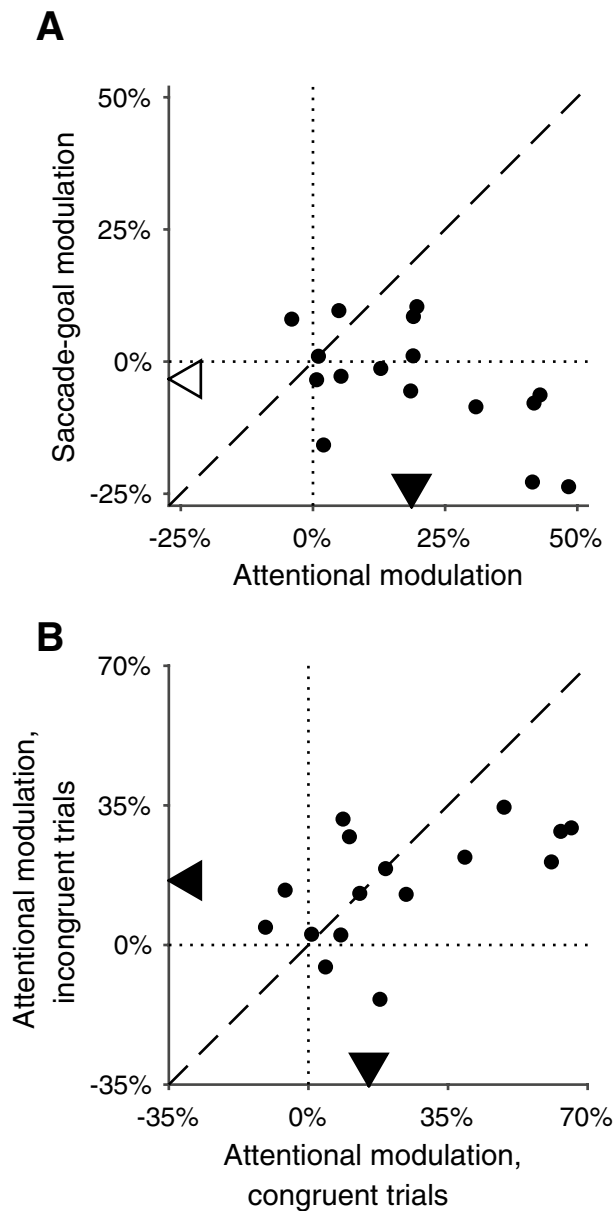 A
50%
25%
0%
-25%
Saccade-goal modulation
-25% 0% 25% 50%
Attentional modulation
B
70%
35%
0%
-35%
Attentional modulation,
incongruent trials
-35% 0% 35% 70%
Attentional modulation,
congruent trials